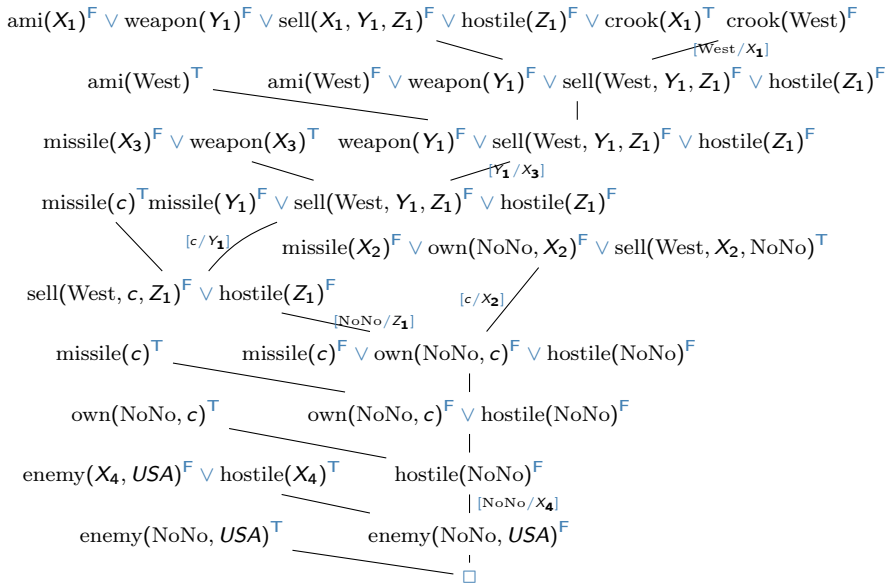 ami(X₁)ᶠ ∨ weapon(Y₁)ᶠ ∨ sell(X₁, Y₁, Z₁)ᶠ ∨ hostile(Z₁)ᶠ ∨ crook(X₁)ᵀ crook(West)ᶠ
[West/X₁]
ami(West)ᵀ ami(West)ᶠ ∨ weapon(Y₁)ᶠ ∨ sell(West, Y₁, Z₁)ᶠ ∨ hostile(Z₁)ᶠ
missile(X₃)ᶠ ∨ weapon(X₃)ᵀ weapon(Y₁)ᶠ ∨ sell(West, Y₁, Z₁)ᶠ ∨ hostile(Z₁)ᶠ
[Y₁/X₃]
missile(c)ᵀ missile(Y₁)ᶠ ∨ sell(West, Y₁, Z₁)ᶠ ∨ hostile(Z₁)ᶠ
[c/Y₁]
missile(X₂)ᶠ ∨ own(NoNo, X₂)ᶠ ∨ sell(West, X₂, NoNo)ᵀ
sell(West, c, Z₁)ᶠ ∨ hostile(Z₁)ᶠ
[c/X₂]
[NoNo/Z₁]
missile(c)ᵀ missile(c)ᶠ ∨ own(NoNo, c)ᶠ ∨ hostile(NoNo)ᶠ
own(NoNo, c)ᵀ own(NoNo, c)ᶠ ∨ hostile(NoNo)ᶠ
enemy(X₄, USA)ᶠ ∨ hostile(X₄)ᵀ hostile(NoNo)ᶠ
[NoNo/X₄]
enemy(NoNo, USA)ᵀ enemy(NoNo, USA)ᶠ
□